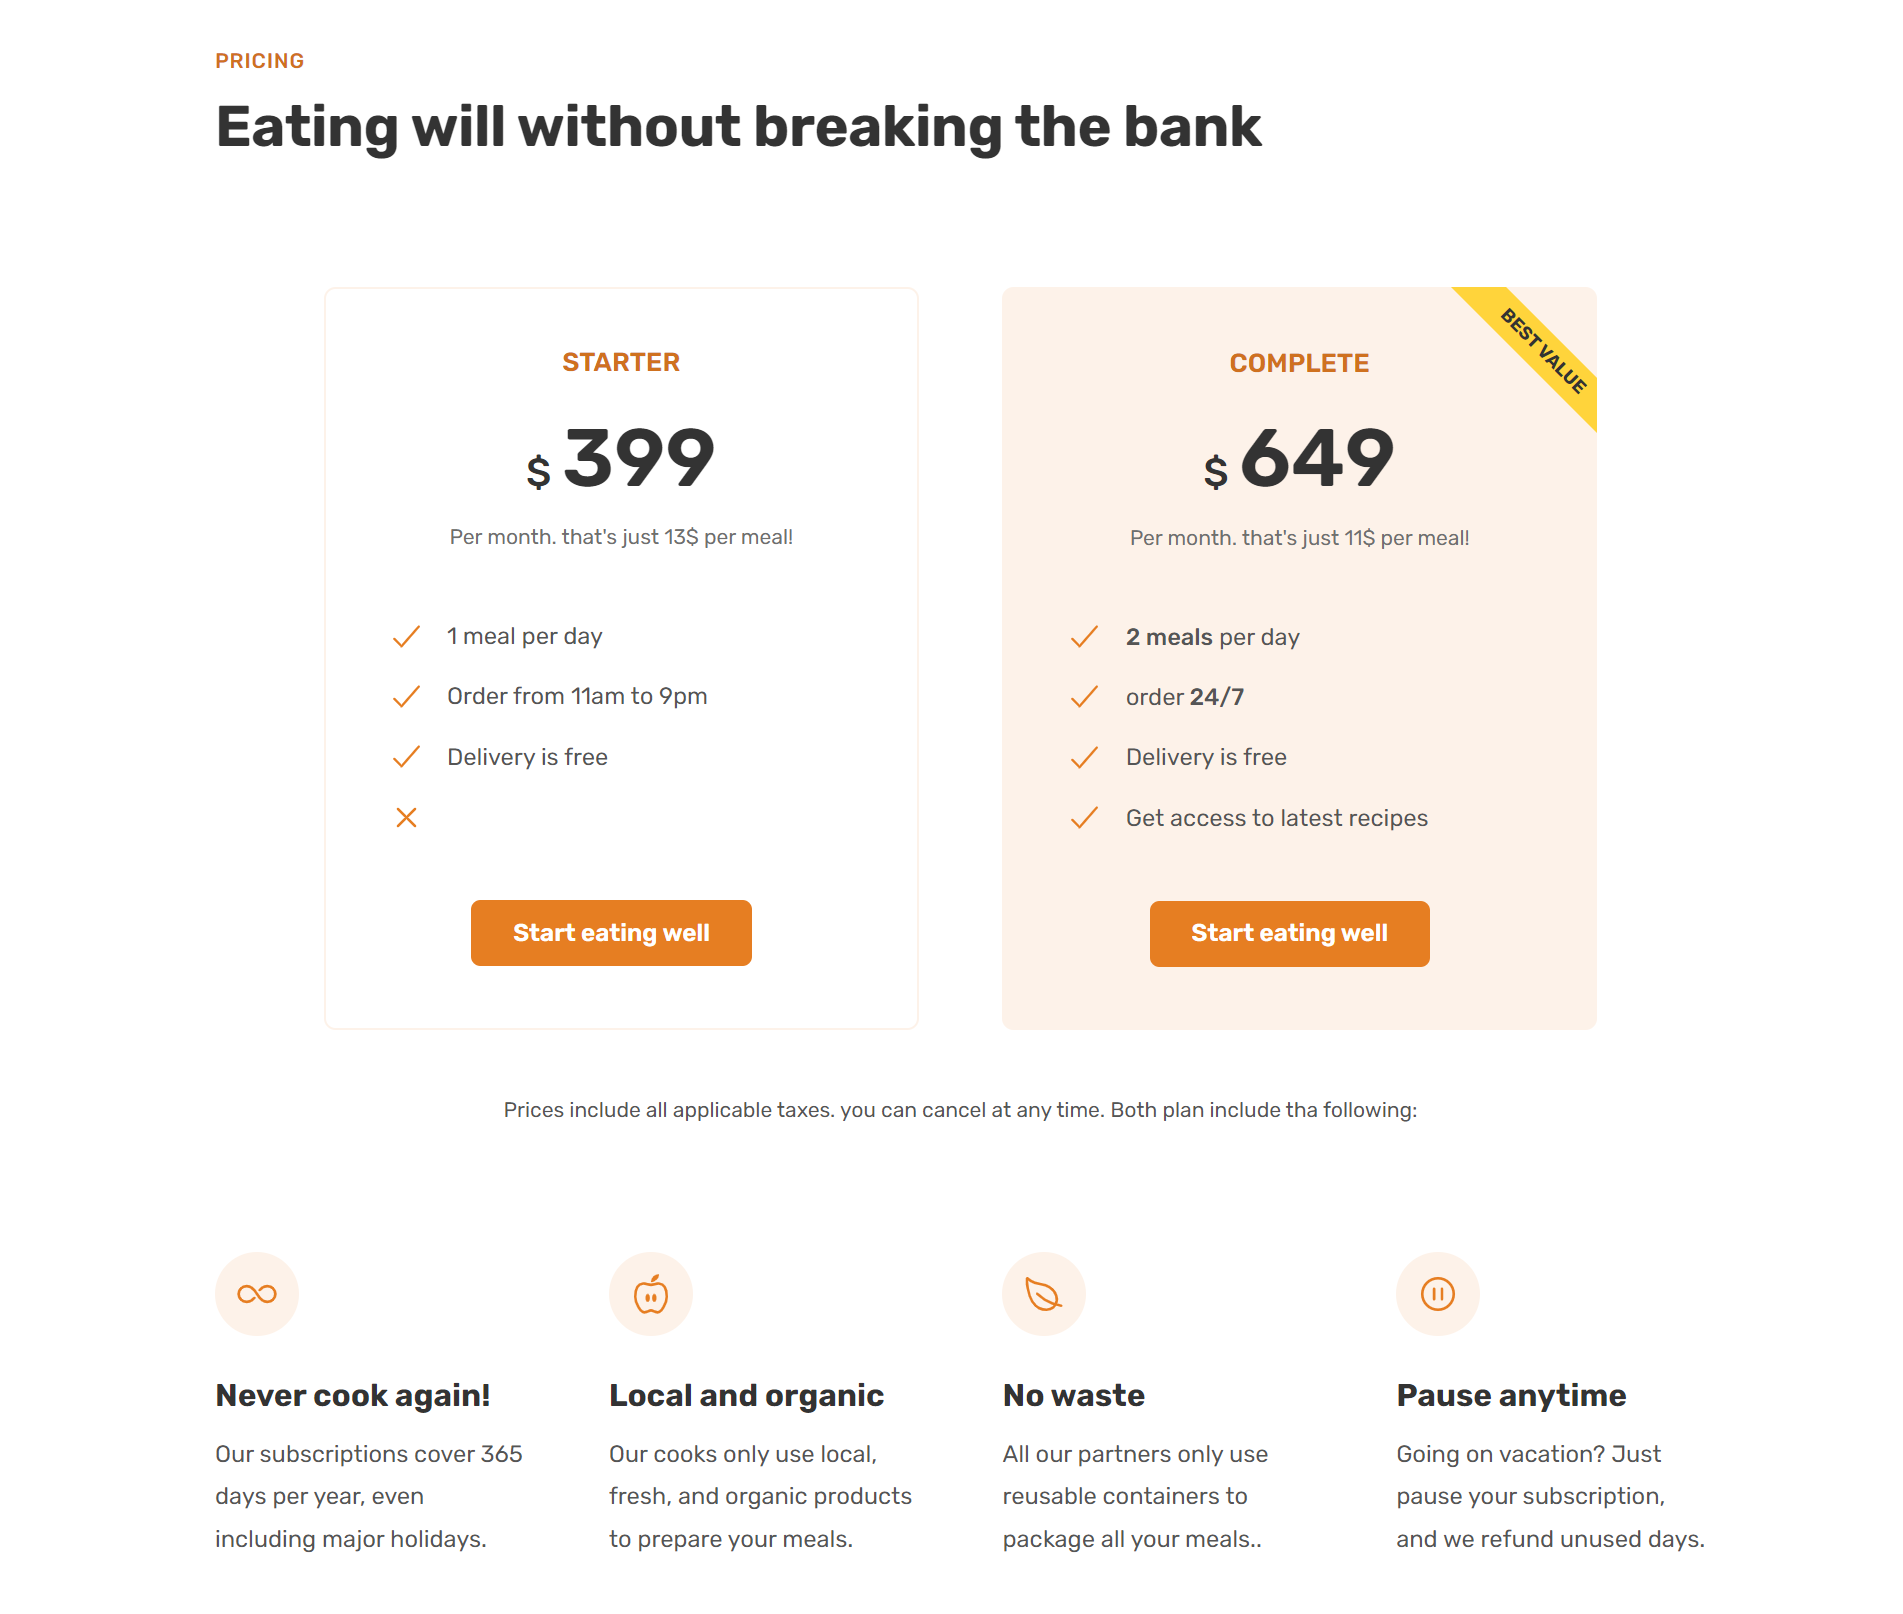 PRICING
Eating will without breaking the bank
STARTER
$ 399
Per month. that's just 13$ per meal!
1 meal per day
Order from 11am to 9pm
Delivery is free
Start eating well
BEST VALUE
COMPLETE
$ 649
Per month. that's just 11$ per meal!
2 meals per day
order 24/7
Delivery is free
Get access to latest recipes
Start eating well
Prices include all applicable taxes. you can cancel at any time. Both plan include tha following:
Never cook again!
Our subscriptions cover 365
days per year, even
including major holidays.
Local and organic
Our cooks only use local,
fresh, and organic products
to prepare your meals.
No waste
All our partners only use
reusable containers to
package all your meals..
Pause anytime
Going on vacation? Just
pause your subscription,
and we refund unused days.